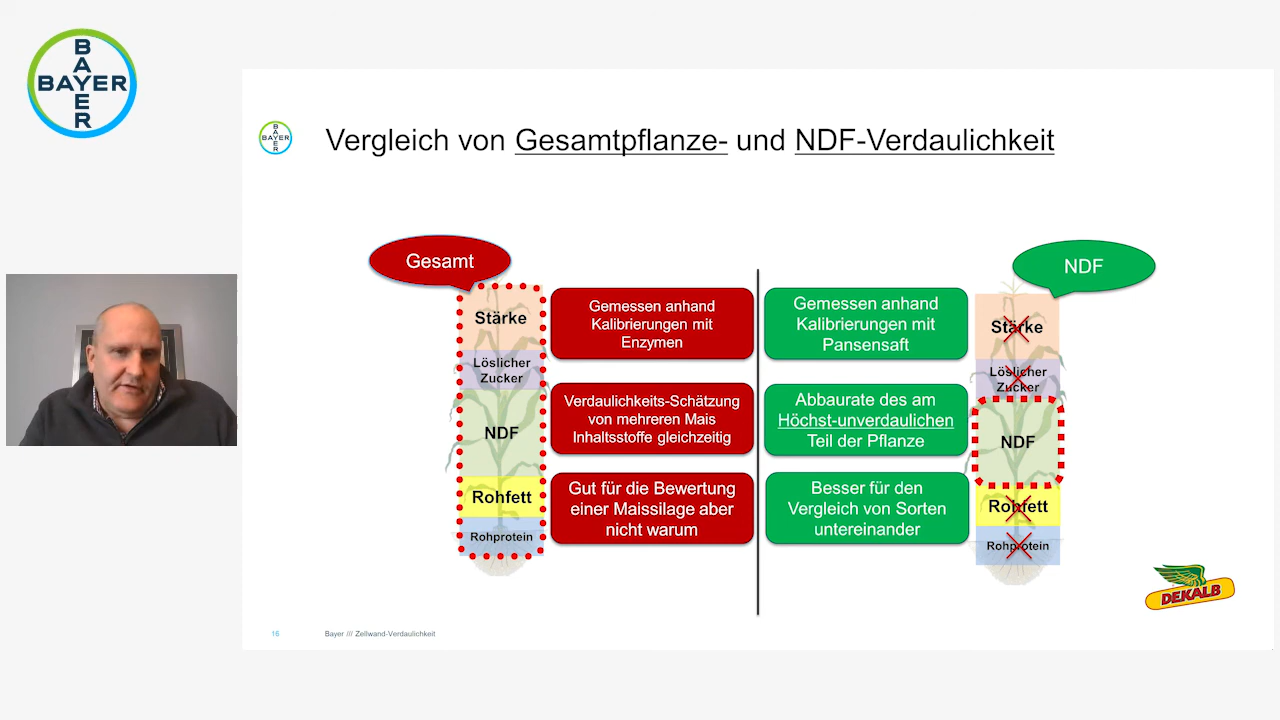 BAYER
BAYER
BAYER
BAYER
Vergleich von Gesamtpflanze- und NDF-Verdaulichkeit
Gesamt
Stärke
Löslicher
Zucker
NDF
Rohfett
Rohprotein
Gemessen anhand
Kalibrierungen mit
Enzymen
Verdaulichkeits-Schätzung
von mehreren Mais
Inhaltsstoffe gleichzeitig
Gut für die Bewertung
einer Maissilage aber
nicht warum
Gemessen anhand
Kalibrierungen mit
Pansensaft
Abbaurate des am
Höchst-unverdaulichen
Teil der Pflanze
Besser für den
Vergleich von Sorten
untereinander
NDF
Stärke
Löslicher
Zucker
NDF
Rohfett
Rohprotein
DEKALB
16
Bayer /// Zellwand-Verdaulichkeit